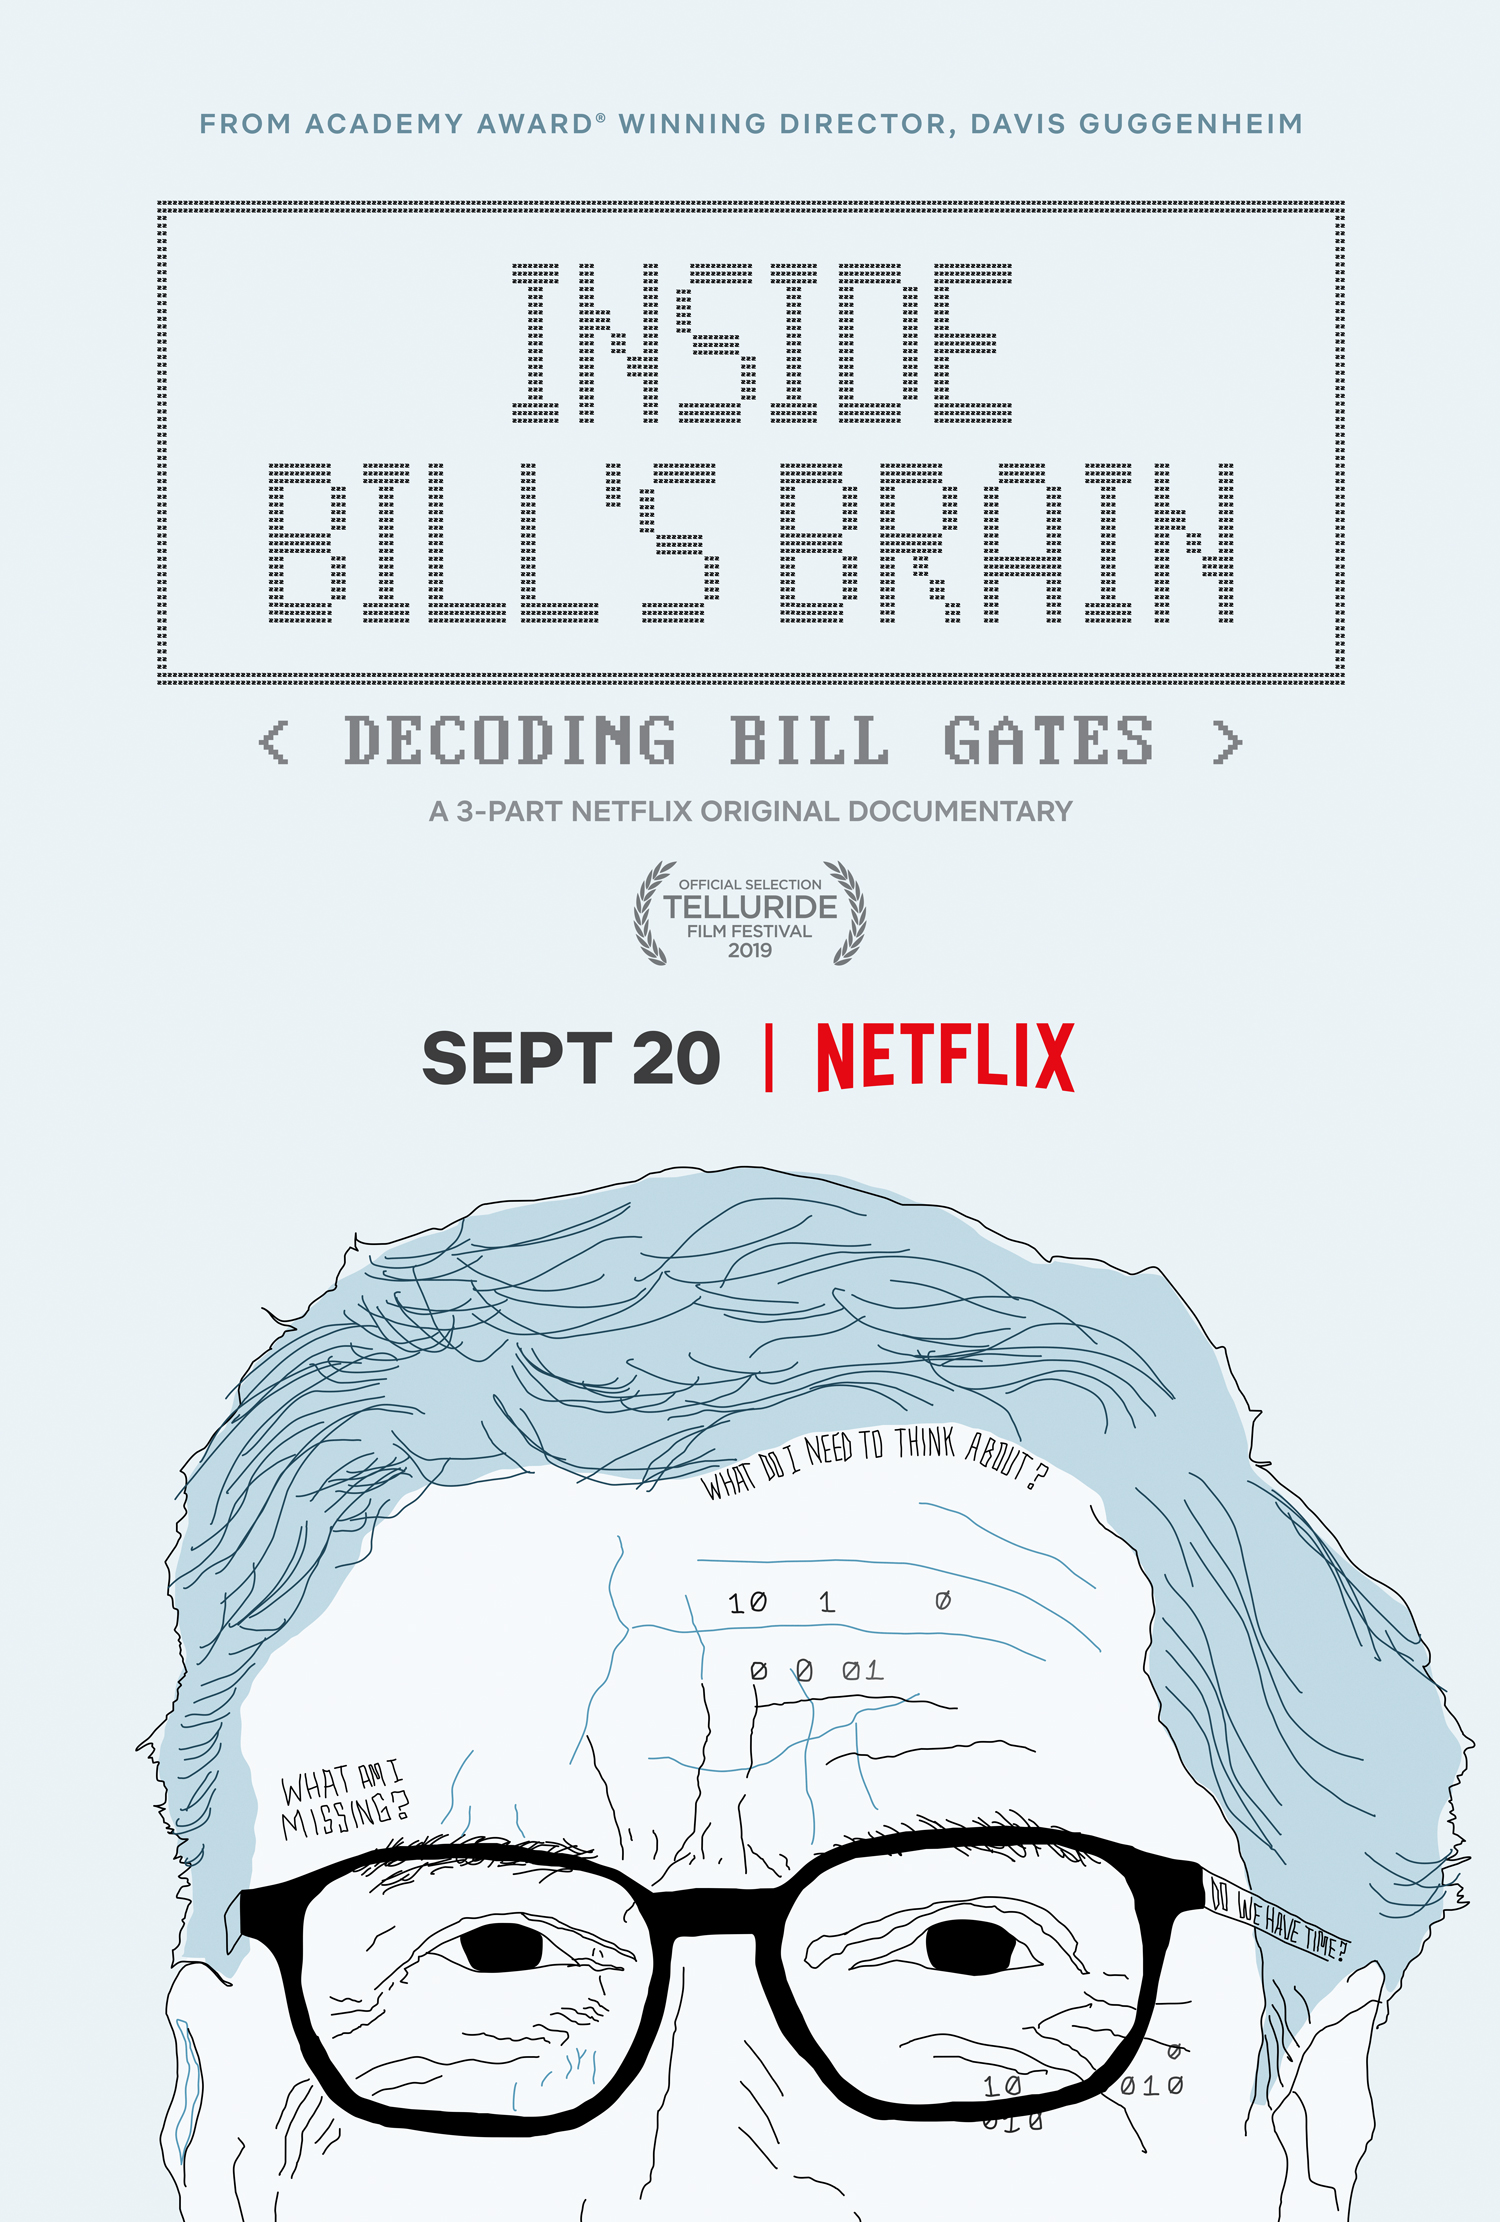 FROM ACADEMY AWARD® WINNING DIRECTOR, DAVIS GUGGENHEIM
INSIDE
BILL'S BRAIN
< DECODING BILL GATES >
A 3-PART NETFLIX ORIGINAL DOCUMENTARY
OFFICIAL SELECTION
TELLURIDE
FILM FESTIVAL
2019
SEPT 20 | NETFLIX
WHAT DO I NEED TO THINK ABOUT?
10 1 0
0 0 01
WHAT AM I
MISSING?
DO WE HAVE TIME?
0
10 010
010